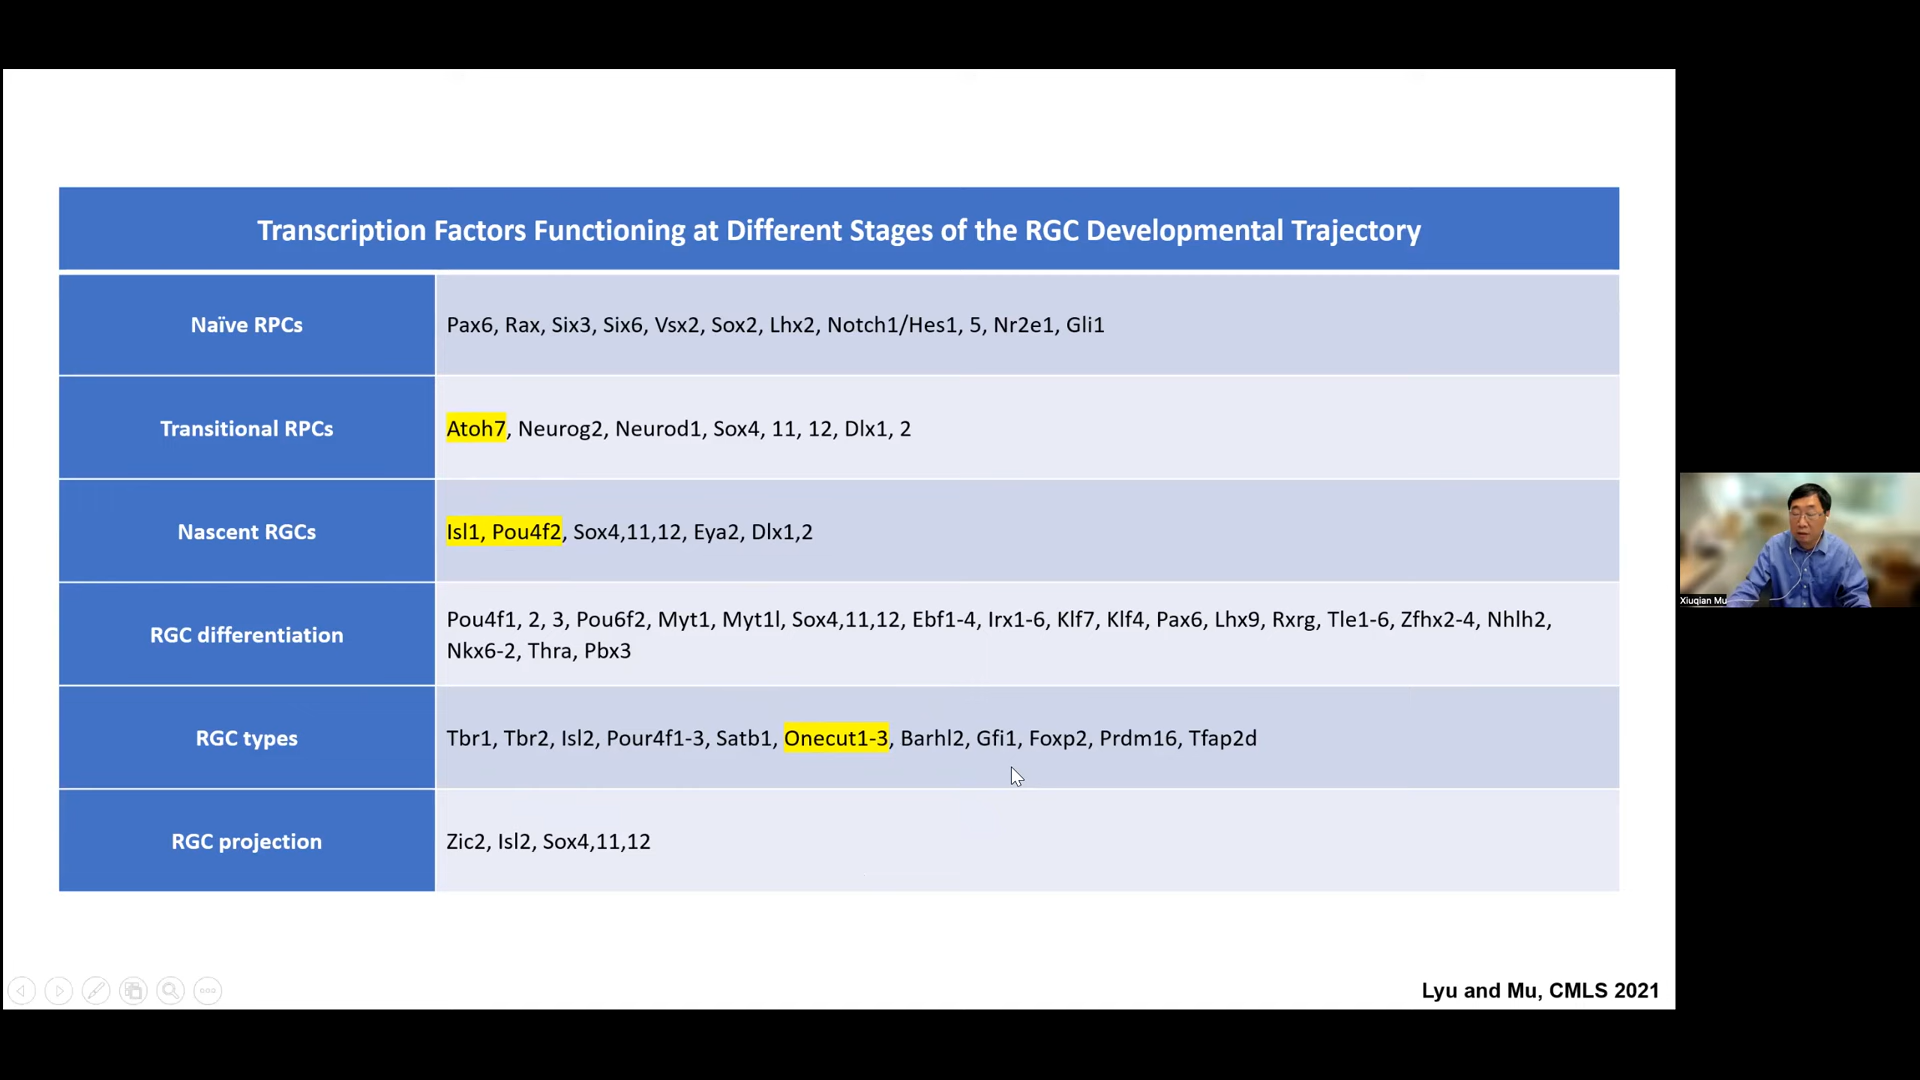 Transcription Factors Functioning at Different Stages of the RGC Developmental Trajectory
Naïve RPCs
Pax6, Rax, Six3, Six6, Vsx2, Sox2, Lhx2, Notch1/Hes1, 5, Nr2e1, Gli1
Transitional RPCs
Atoh7, Neurog2, Neurod1, Sox4, 11, 12, Dlx1, 2
Nascent RGCs
Isl1, Pou4f2, Sox4,11,12, Eya2, Dlx1,2
RGC differentiation
Pou4f1, 2, 3, Pou6f2, Myt1, Myt1l, Sox4,11,12, Ebf1-4, Irx1-6, Klf7, Klf4, Pax6, Lhx9, Rxrg, Tle1-6, Zfhx2-4, Nhlh2,
Nkx6-2, Thra, Pbx3
RGC types
Tbr1, Tbr2, Isl2, Pour4f1-3, Satb1, Onecut1-3, Barhl2, Gfi1, Foxp2, Prdm16, Tfap2d
RGC projection
Zic2, Isl2, Sox4,11,12
Lyu and Mu, CMLS 2021
Xiuqian Mu